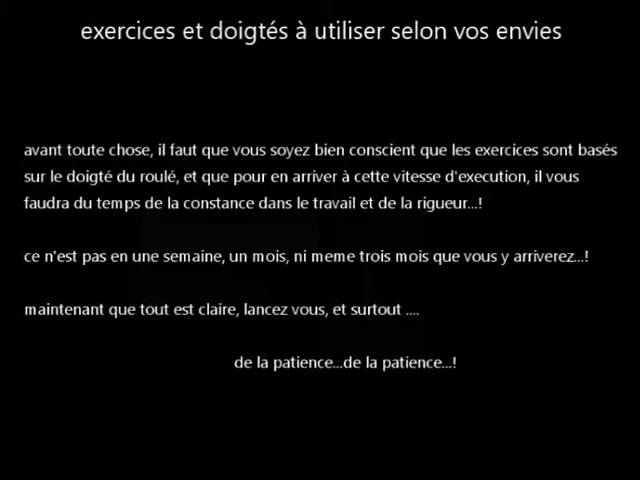 exercices et doigtés à utiliser selon vos envies
avant toute chose, il faut que vous soyez bien conscient que les exercices sont basés
sur le doigté du roulé, et que pour en arriver à cette vitesse d'execution, il vous
faudra du temps de la constance dans le travail et de la rigueur...!
ce n'est pas en une semaine, un mois, ni meme trois mois que vous y arriverez...!
maintenant que tout est claire, lancez vous, et surtout ....
de la patience...de la patience...!